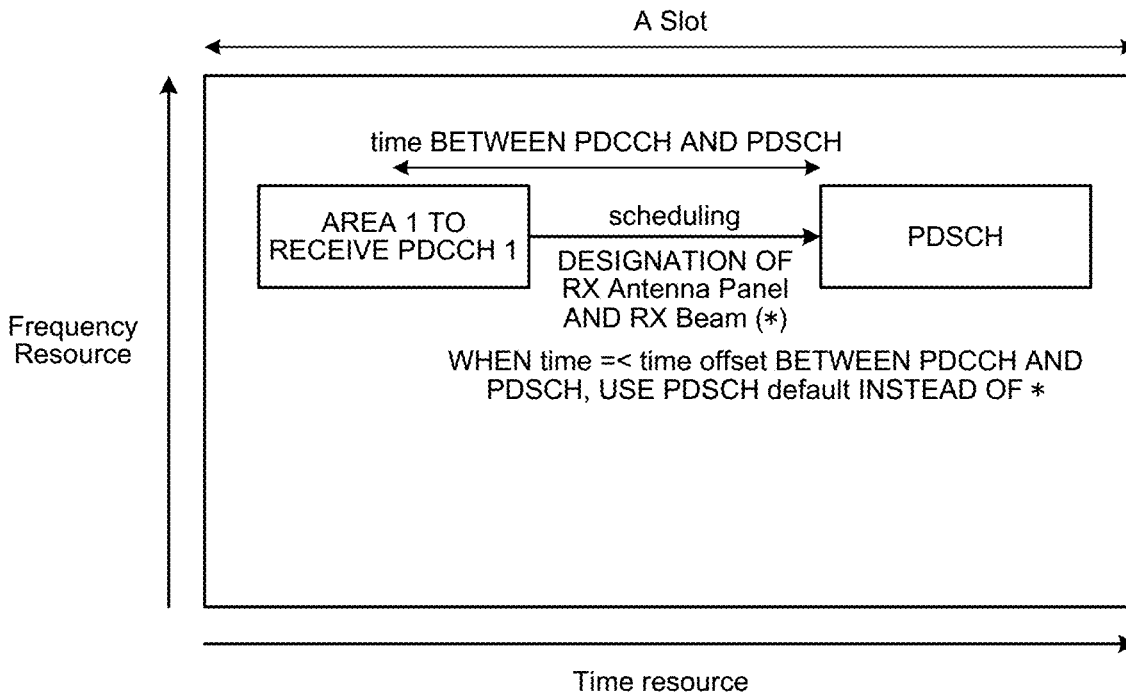 A Slot
time BETWEEN PDCCH AND PDSCH
AREA 1 TO
RECEIVE PDCCH 1
scheduling
PDSCH
DESIGNATION OF
RX Antenna Panel
AND RX Beam (*)
Frequency
Resource
WHEN time =< time offset BETWEEN PDCCH AND
PDSCH, USE PDSCH default INSTEAD OF *
Time resource